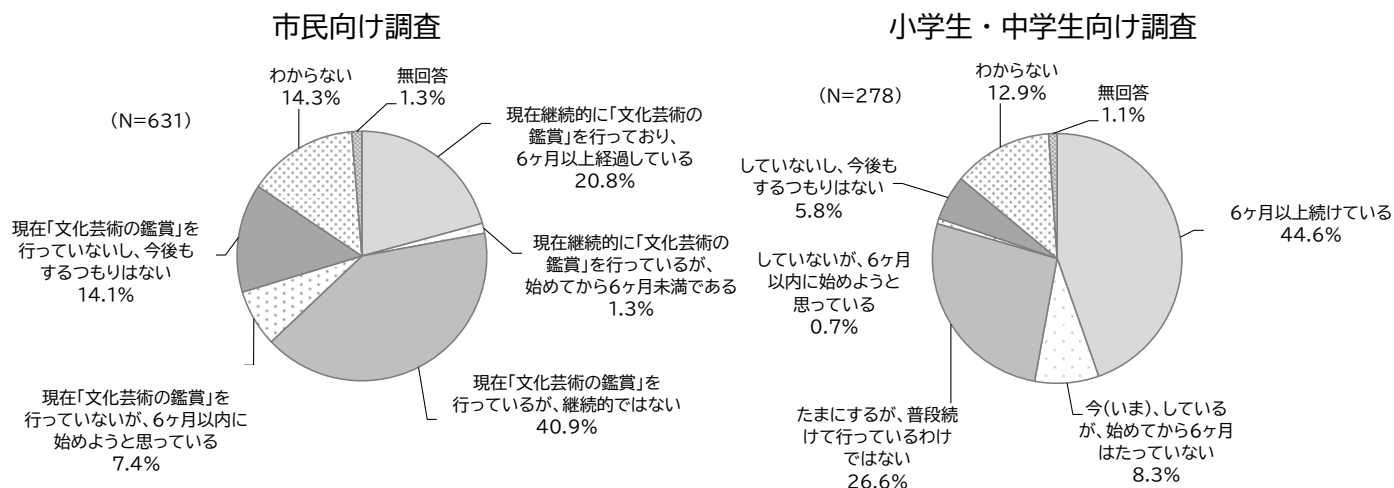 市民向け調査
(N=631)
現在継続的に「文化芸術の
鑑賞」を行っており、
6ヶ月以上経過している
20.8%
現在継続的に「文化芸術の
鑑賞」を行っているが、
始めてから6ヶ月未満である
1.3%
現在「文化芸術の鑑賞」を
行っているが、継続的ではない
40.9%
現在「文化芸術の鑑賞」を
行っていないが、6ヶ月以内に
始めようと思っている
7.4%
現在「文化芸術の鑑賞」を
行っていないし、今後も
するつもりはない
14.1%
わからない
14.3%
無回答
1.3%
小学生・中学生向け調査
(N=278)
6ヶ月以上続けている
44.6%
今(いま)、している
が、始めてから6ヶ月
はたっていない
8.3%
たまにするが、普段続
けて行っているわけ
ではない
26.6%
していないが、6ヶ月
以内に始めようと
思っている
0.7%
していないし、今後も
するつもりはない
5.8%
わからない
12.9%
無回答
1.1%